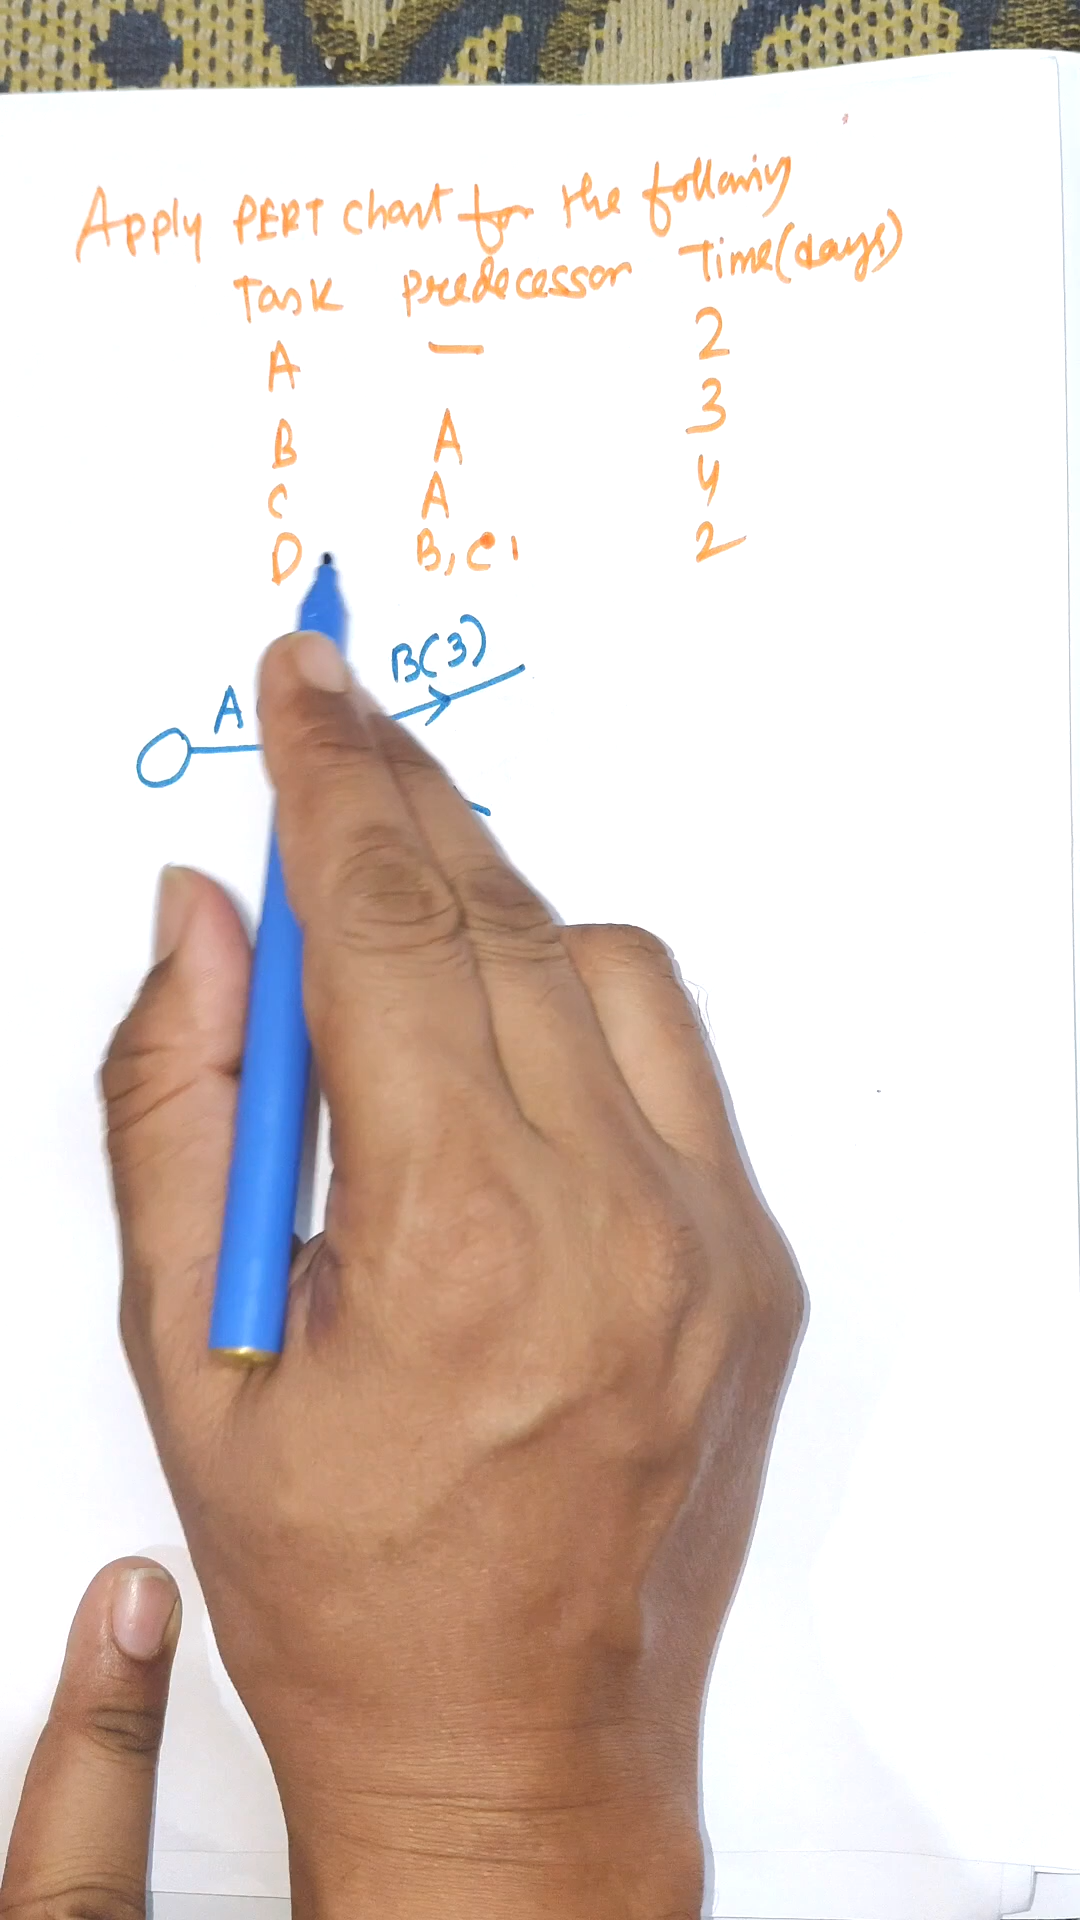 Apply PERT chart for the following
Task Predecessor Time(days)
A — 2
B A 3
C A 4
D B, C 2
B(3)
A